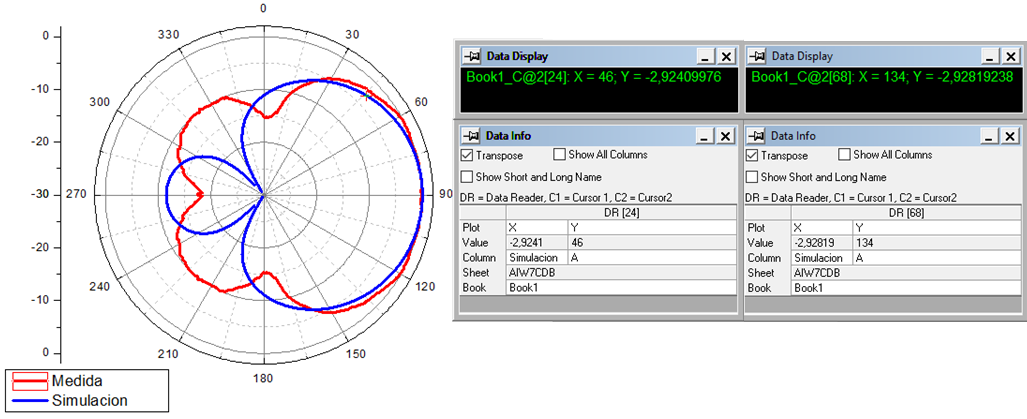 0
330
30
300
60
270
90
240
120
210
150
180
0
-10
-20
-30
-20
-10
0
Medida
Simulacion
Data Display
Book1_C@2[24]: X = 46; Y = -2,92409976
Data Display
Book1_C@2[68]: X = 134; Y = -2,92819238
Data Info
Transpose Show All Columns
Show Short and Long Name
DR = Data Reader, C1 = Cursor 1, C2 = Cursor2
DR [24]
Plot X Y
Value -2,9241 46
Column Simulacion A
Sheet AIW7CDB
Book Book1
Data Info
Transpose Show All Columns
Show Short and Long Name
DR = Data Reader, C1 = Cursor 1, C2 = Cursor2
DR [68]
Plot X Y
Value -2,92819 134
Column Simulacion A
Sheet AIW7CDB
Book Book1